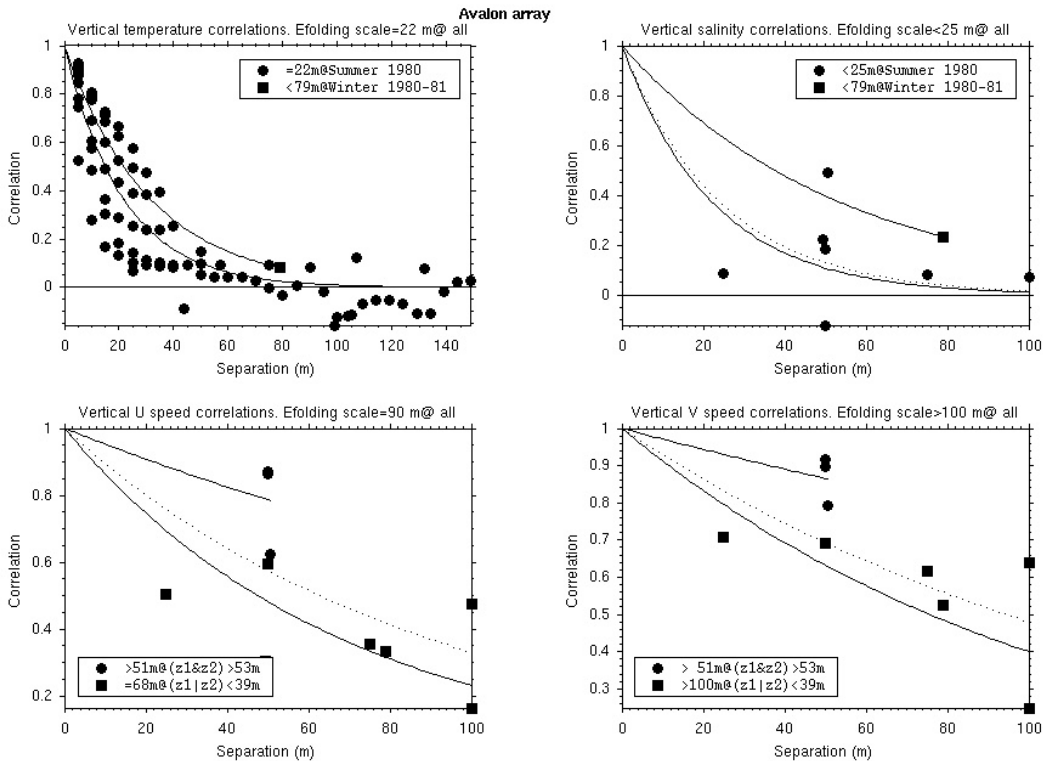 Avalon array
Vertical temperature correlations. Efolding scale=22 m@ all
=22m@Summer 1980
<79m@Winter 1980-81
Correlation
1
0.8
0.6
0.4
0.2
0
0 20 40 60 80 100 120 140
Separation (m)
Vertical salinity correlations. Efolding scale<25 m@ all
<25m@Summer 1980
<79m@Winter 1980-81
Correlation
1
0.8
0.6
0.4
0.2
0
0 20 40 60 80 100
Separation (m)
Vertical U speed correlations. Efolding scale=90 m@ all
Correlation
1
0.8
0.6
0.4
0.2
>51m@(z1&z2)>53m
=68m@(z1|z2)<39m
0 20 40 60 80 100
Separation (m)
Vertical V speed correlations. Efolding scale>100 m@ all
Correlation
1
0.9
0.8
0.7
0.6
0.5
0.4
0.3
> 51m@(z1&z2)>53m
>100m@(z1|z2)<39m
0 20 40 60 80 100
Separation (m)